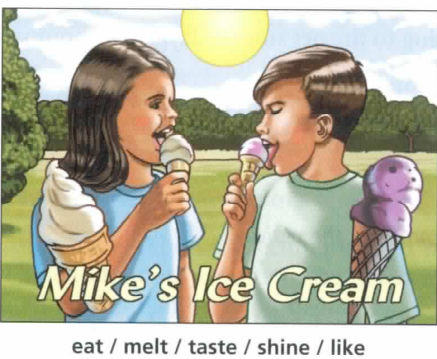 Mike's Ice Cream
eat / melt / taste / shine / like